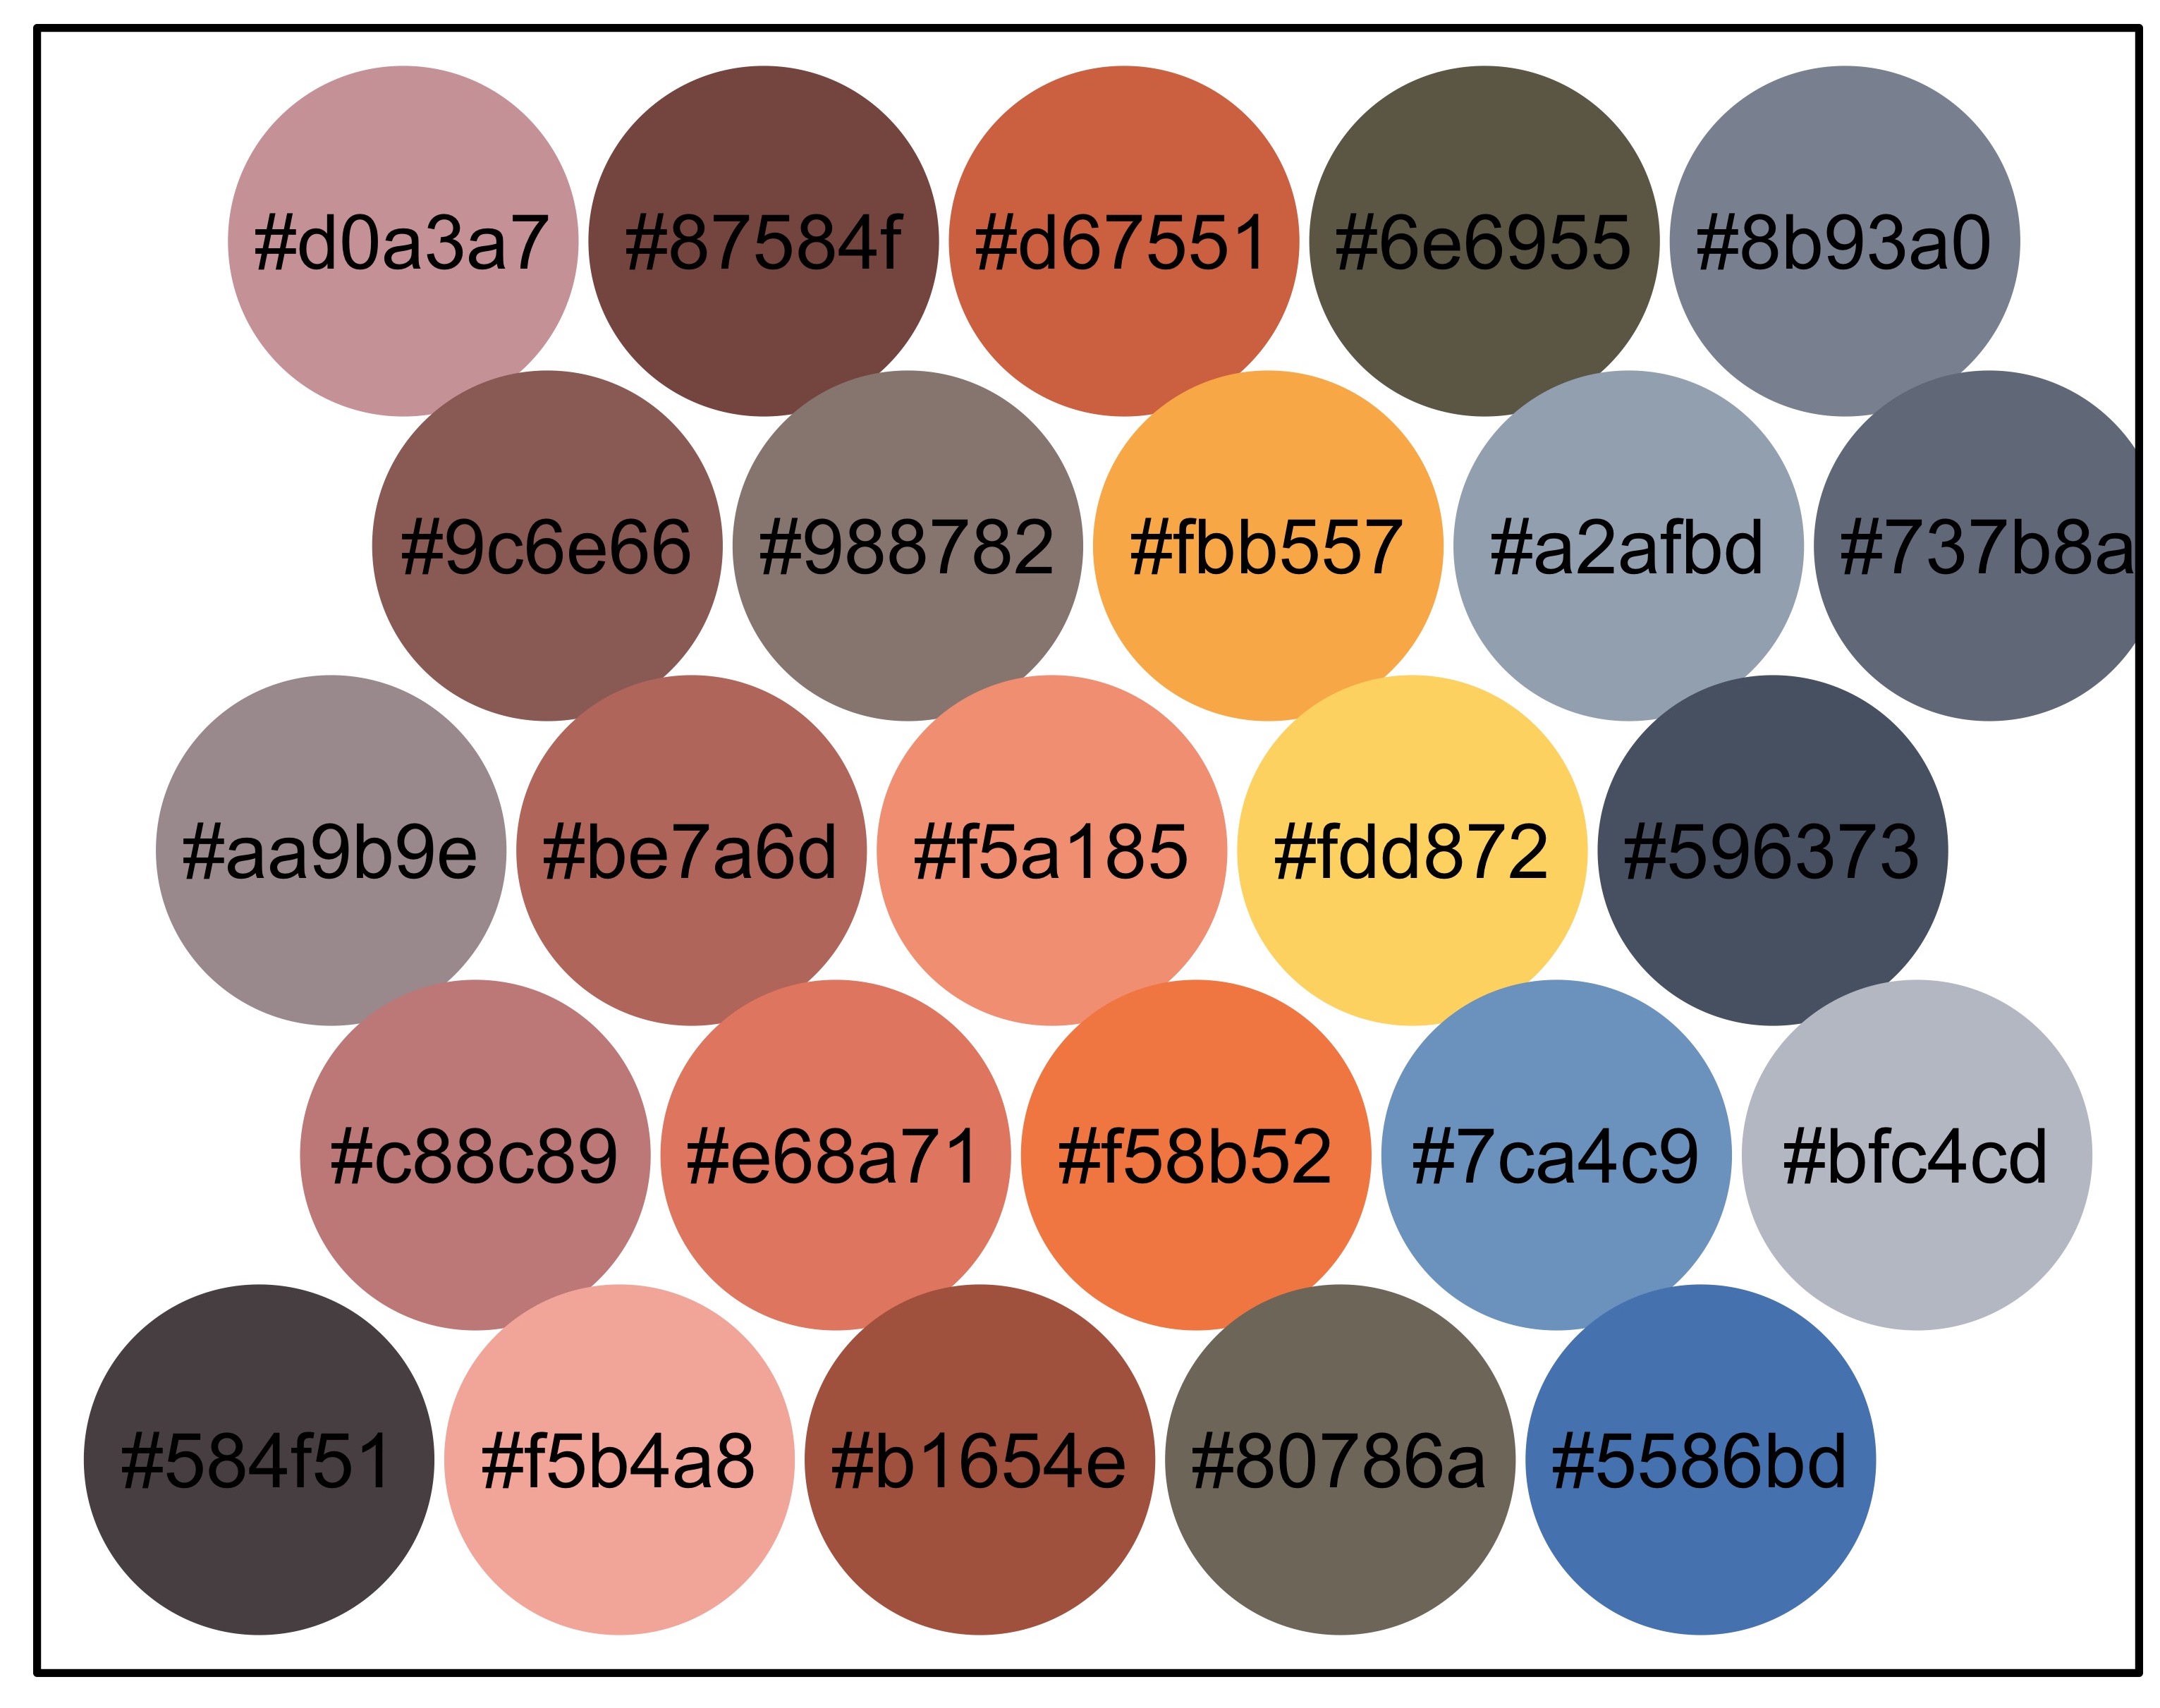 #d0a3a7 #87584f #d67551 #6e6955 #8b93a0
#9c6e66 #988782 #fbb557 #a2afbd #737b8a
#aa9b9e #be7a6d #f5a185 #fdd872 #596373
#c88c89 #e68a71 #f58b52 #7ca4c9 #bfc4cd
#584f51 #f5b4a8 #b1654e #80786a #5586bd